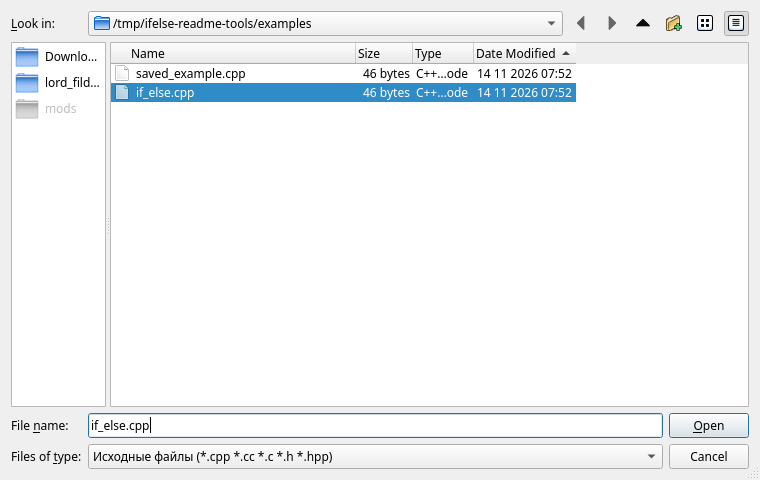 Look in: /tmp/ifelse-readme-tools/examples
Downlo...
lord_fild...
mods
Name Size Type Date Modified
saved_example.cpp 46 bytes C++...ode 14 11 2026 07:52
if_else.cpp 46 bytes C++...ode 14 11 2026 07:52
File name: if_else.cpp Open
Files of type: Исходные файлы (*.cpp *.cc *.c *.h *.hpp) Cancel